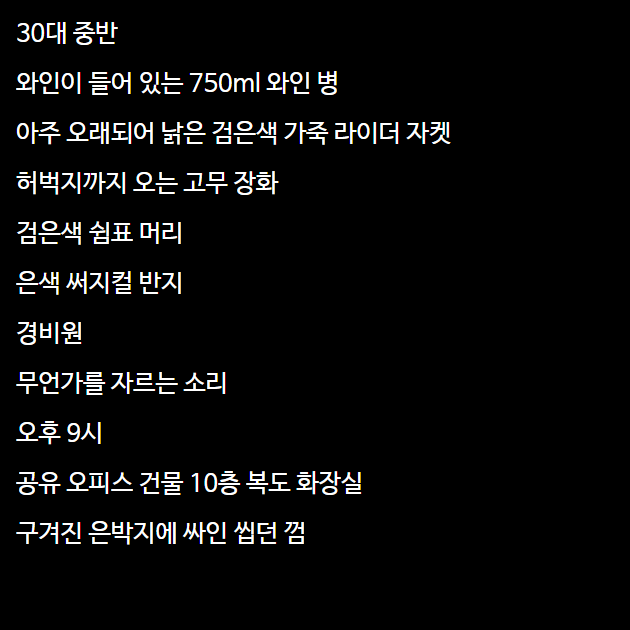 30대 중반
와인이 들어 있는 750ml 와인 병
아주 오래되어 낡은 검은색 가죽 라이더 자켓
허벅지까지 오는 고무 장화
검은색 쉼표 머리
은색 써지컬 반지
경비원
무언가를 자르는 소리
오후 9시
공유 오피스 건물 10층 복도 화장실
구겨진 은박지에 싸인 씹던 껌